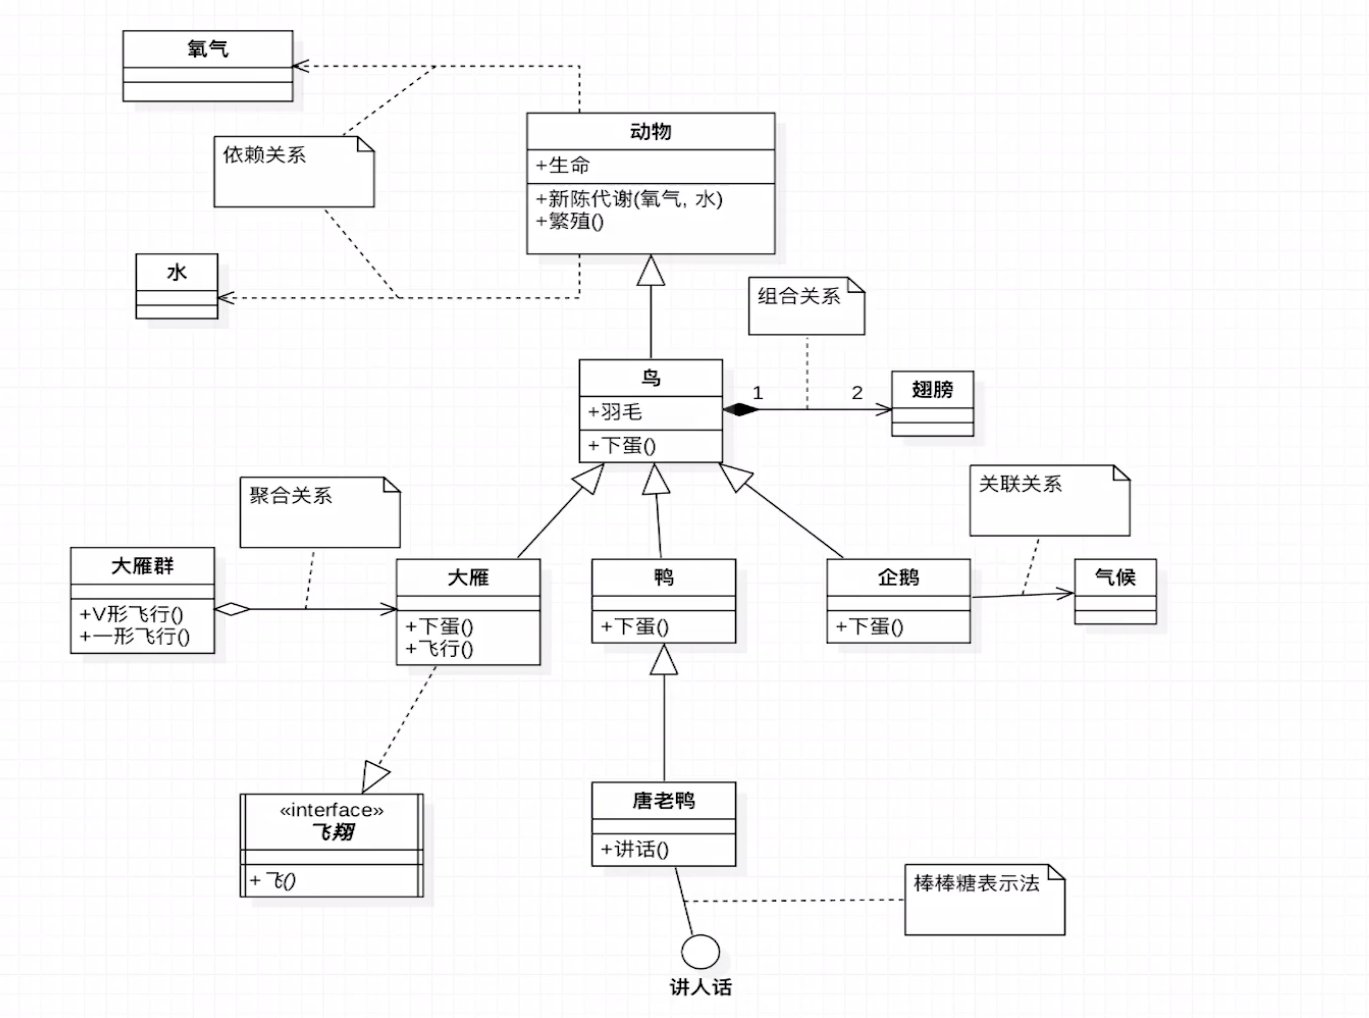 氧气
动物
依赖关系
+生命
+新陈代谢(氧气, 水)
+繁殖()
水
组合关系
鸟
1
2
翅膀
+羽毛
+下蛋()
聚合关系
关联关系
大雁群
大雁
鸭
企鹅
气候
+V形飞行()
+一形飞行()
+下蛋()
+飞行()
+下蛋()
+下蛋()
«interface»
飞翔
+飞()
唐老鸭
+讲话()
棒棒糖表示法
讲人话